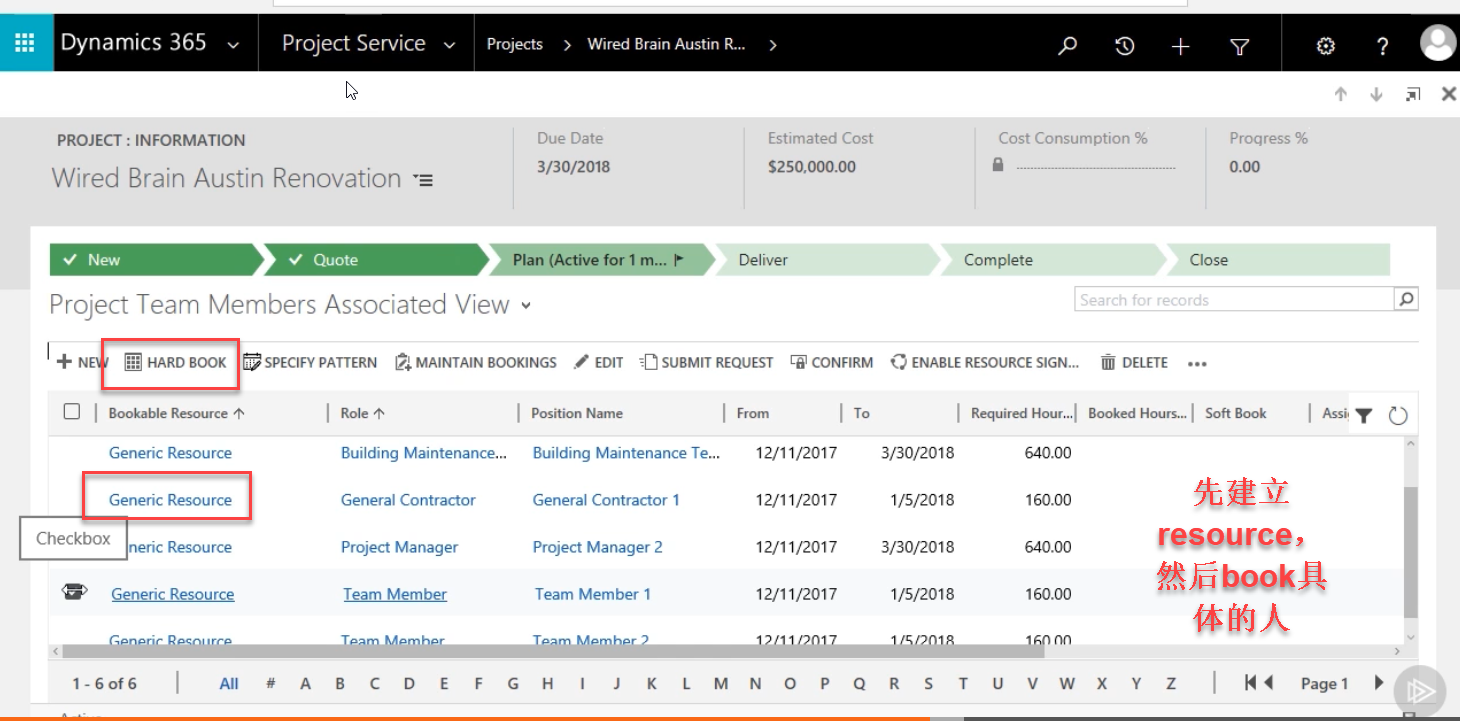 Dynamics 365 Project Service Projects > Wired Brain Austin R... >
PROJECT : INFORMATION
Wired Brain Austin Renovation
Due Date
3/30/2018
Estimated Cost
$250,000.00
Cost Consumption %
Progress %
0.00
New Quote Plan (Active for 1 m... Deliver Complete Close
Project Team Members Associated View
Search for records
NEW HARD BOOK SPECIFY PATTERN MAINTAIN BOOKINGS EDIT SUBMIT REQUEST CONFIRM ENABLE RESOURCE SIGN... DELETE ...
Bookable Resource ↑ Role ↑ Position Name From To Required Hour... Booked Hours... Soft Book Assi
Generic Resource Building Maintenance... Building Maintenance Te... 12/11/2017 3/30/2018 640.00
Generic Resource General Contractor General Contractor 1 12/11/2017 1/5/2018 160.00
Checkbox
neric Resource Project Manager Project Manager 2 12/11/2017 3/30/2018 640.00
Generic Resource Team Member Team Member 1 12/11/2017 1/5/2018 160.00
Generic Resource Team Member Team Member 2 12/11/2017 1/5/2018 160.00
先建立
resource，
然后book具
体的人
1 - 6 of 6 All # A B C D E F G H I J K L M N O P Q R S T U V W X Y Z Page 1